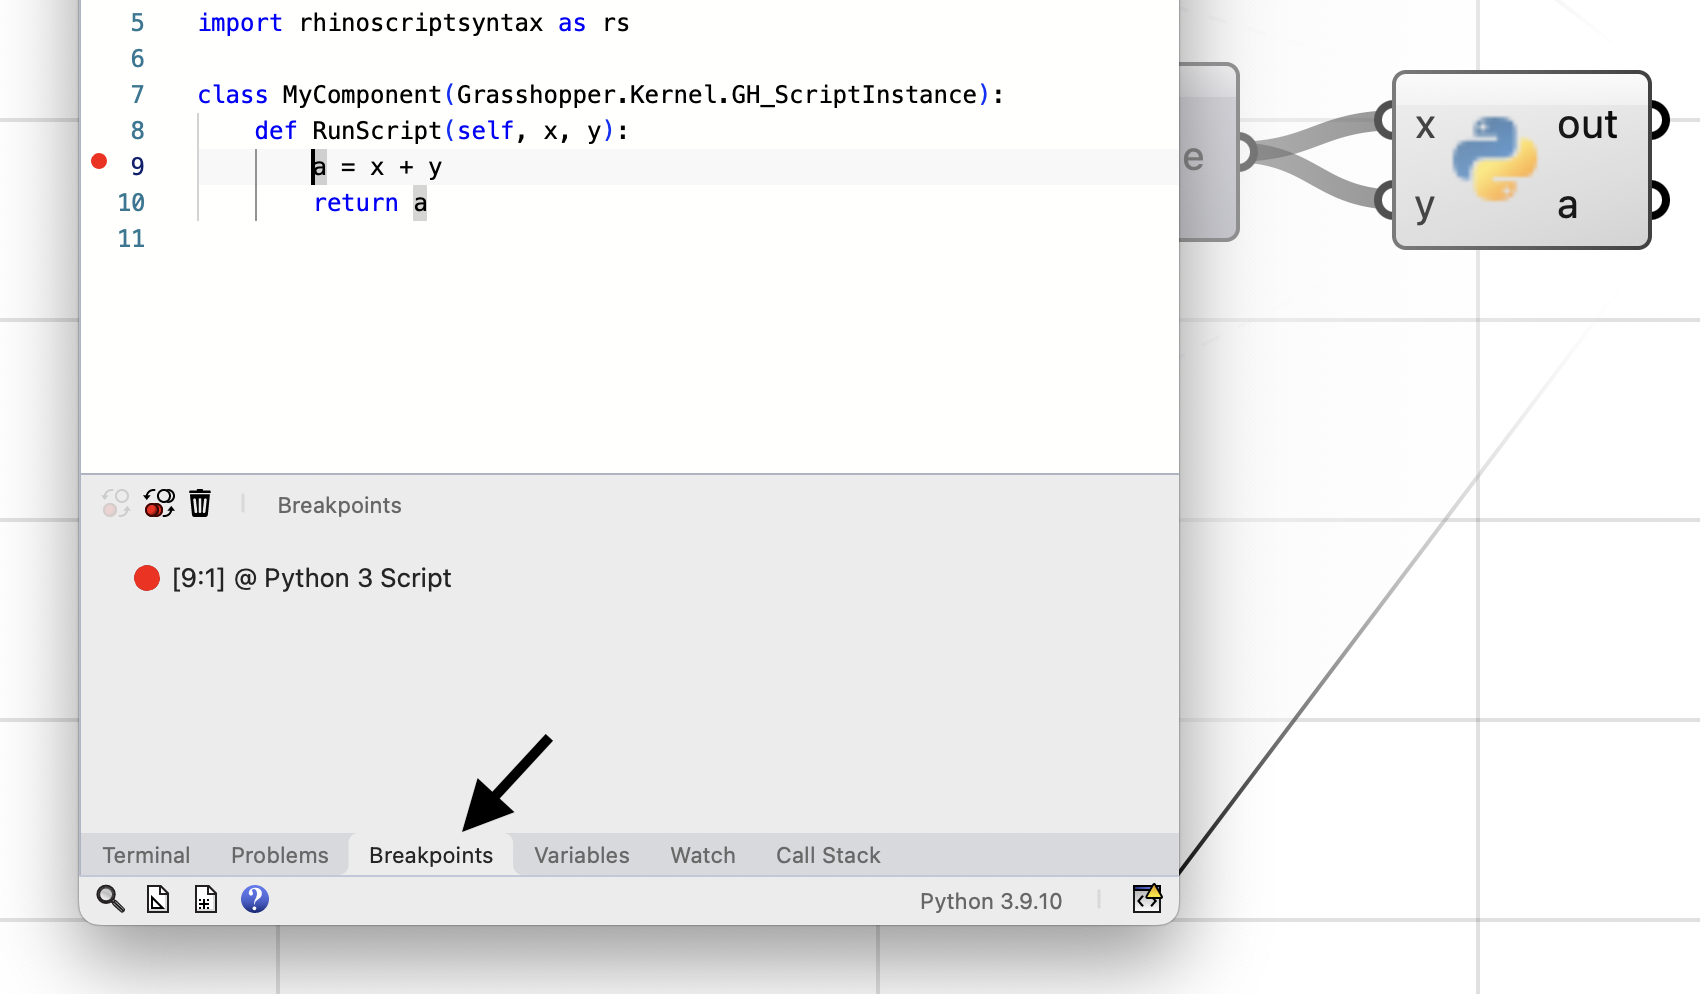 5 import rhinoscriptsyntax as rs
6
7 class MyComponent(Grasshopper.Kernel.GH_ScriptInstance):
8 def RunScript(self, x, y):
9 a = x + y
10 return a
11
e
x out
y a
Breakpoints
[9:1] @ Python 3 Script
Terminal Problems Breakpoints Variables Watch Call Stack
? Python 3.9.10 <>